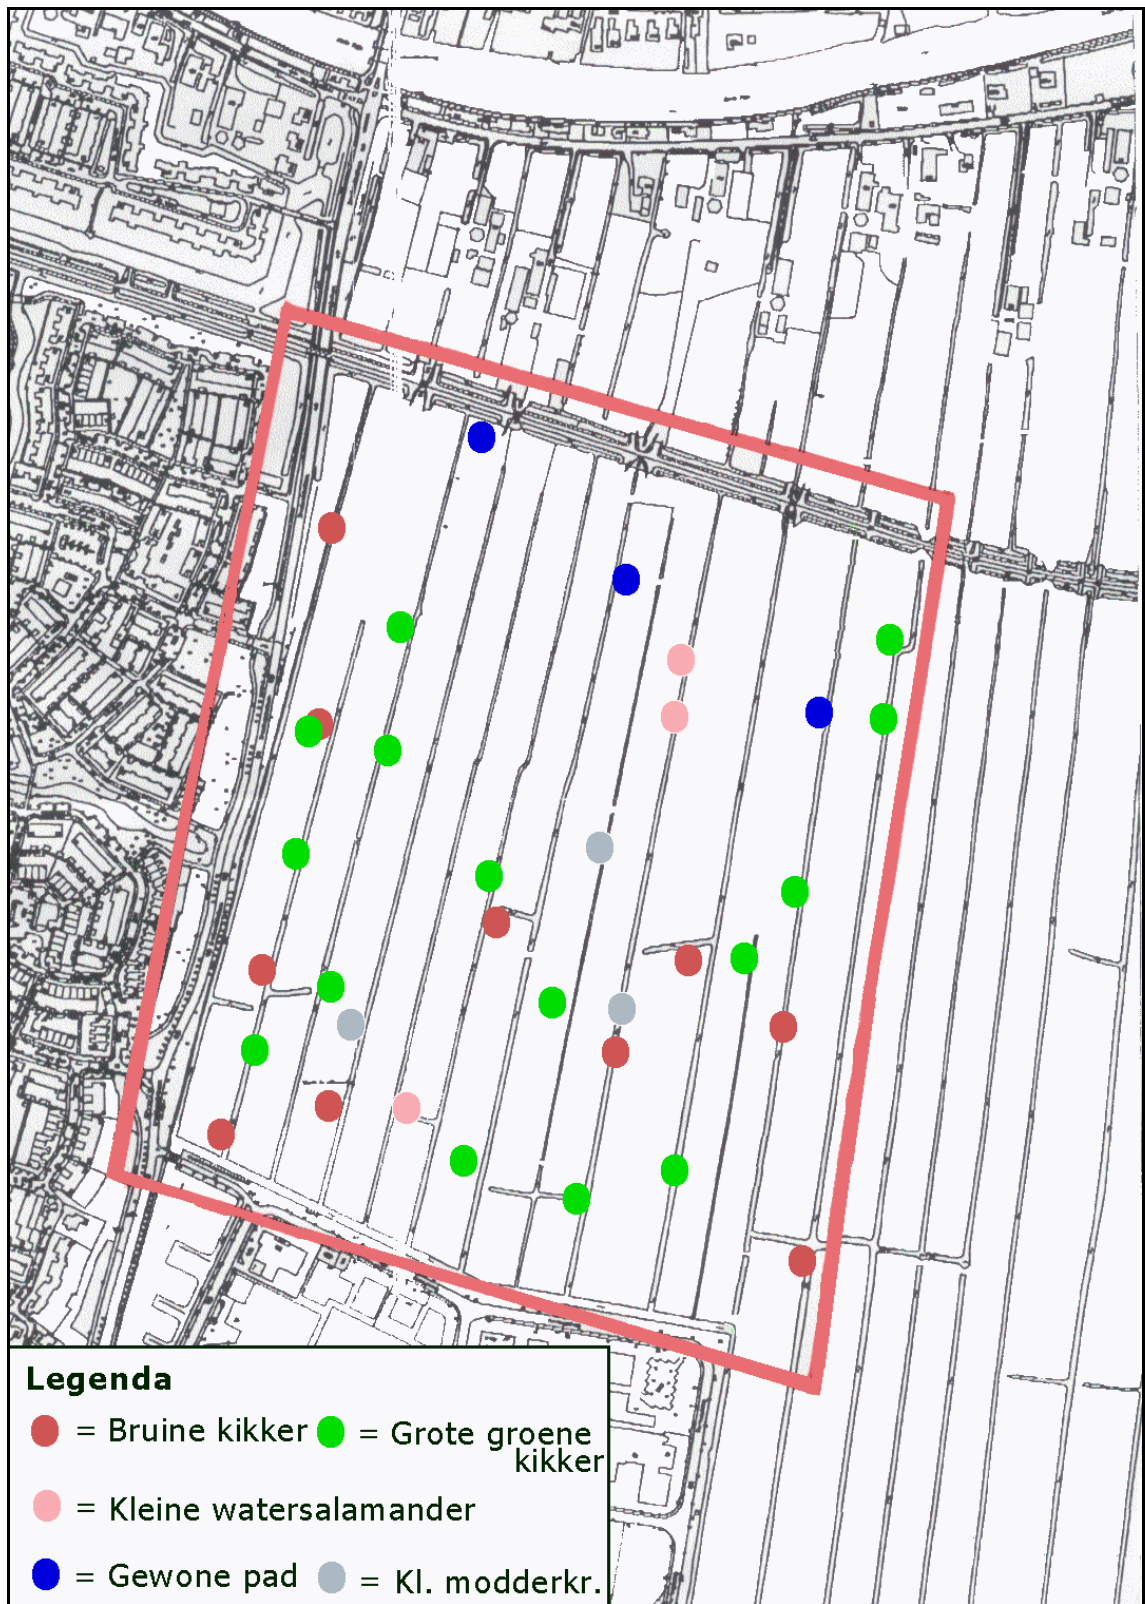 Legenda
= Bruine kikker = Grote groene
kikker
= Kleine watersalamander
= Gewone pad = Kl. modderkr.